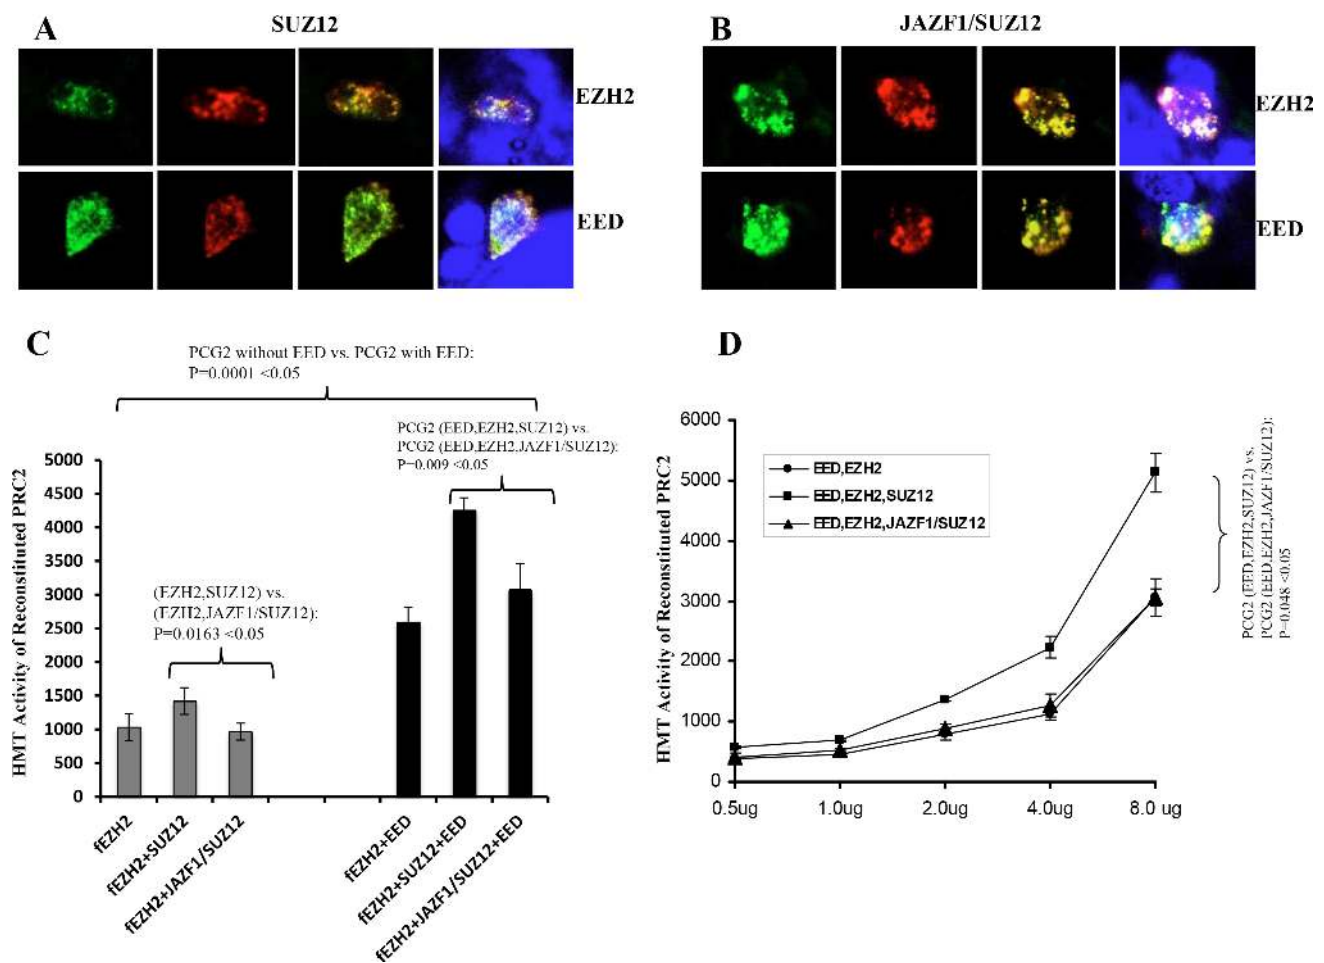 A
SUZ12
EZH2
EED
B
JAZF1/SUZ12
EZH2
EED
C
PCG2 without EED vs. PCG2 with EED:
P=0.0001 <0.05
PCG2 (EED,EZH2,SUZ12) vs.
PCG2 (EED,EZH2,JAZF1/SUZ12):
P=0.009 <0.05
(EZH2,SUZ12) vs.
(EZH2,JAZF1/SUZ12):
P=0.0163 <0.05
HMT Activity of Reconstituted PRC2
5000
4500
4000
3500
3000
2500
2000
1500
1000
500
0
fEZH2
fEZH2+SUZ12
fEZH2+JAZF1/SUZ12
fEZH2+EED
fEZH2+SUZ12+EED
fEZH2+JAZF1/SUZ12+EED
D
HMT Activity of Reconstituted PRC2
6000
5000
4000
3000
2000
1000
0
EED,EZH2
EED,EZH2,SUZ12
EED,EZH2,JAZF1/SUZ12
0.5ug
1.0ug
2.0ug
4.0ug
8.0 ug
PCG2 (EED,EZH2,SUZ12) vs.
PCG2 (EED,EZH2,JAZF1/SUZ12):
P=0.048 <0.05